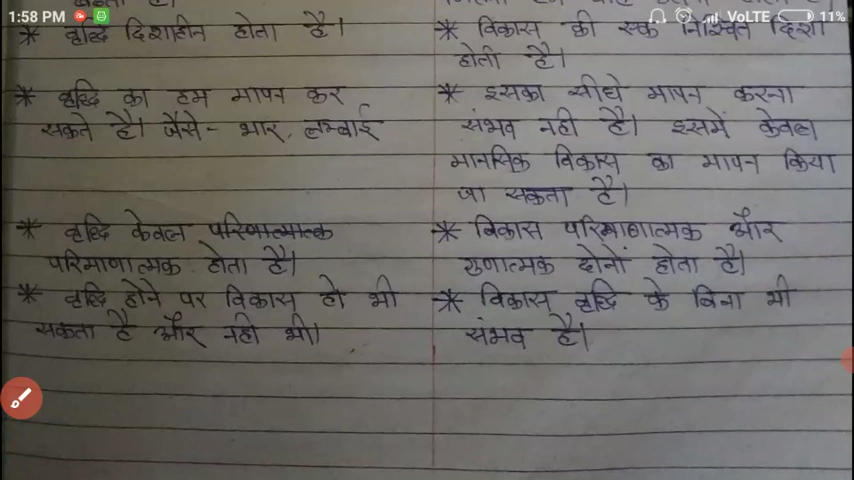 1:58 PM
VoLTE
11%
* वृद्धि दिशाहीन होता है।
* वृद्धि का हम मापन कर
सकते है। जैसे - भार, लम्बाई
* वृद्धि केवल परिणात्मात्क
परिमाणात्मक होता है।
* वृद्धि होने पर विकास हो भी
सकता है और नही भी।
* विकास की एक निश्चित दिशा
होती है।
* इसका सीधे मापन करना
संभव नही है। इसमें केवल
मानसिक विकास का मापन किया
जा सकता है।
* विकास परिमाणात्मक और
गुणात्मक दोनों होता है।
* विकास वृद्धि के बिना भी
संभव है।